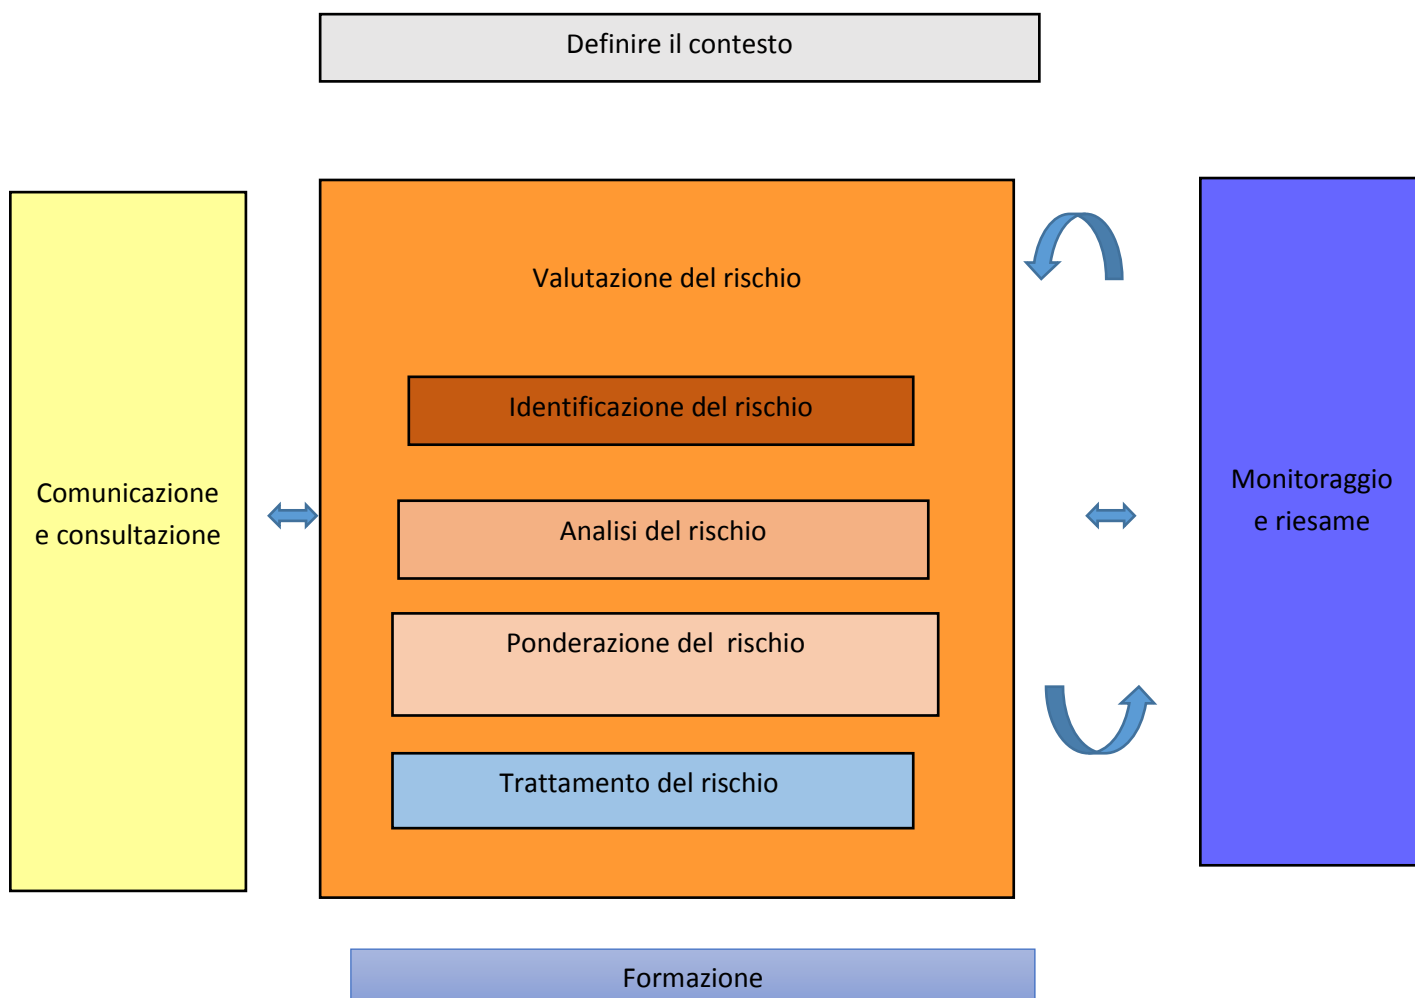 Definire il contesto
Valutazione del rischio
Identificazione del rischio
Comunicazione
e consultazione
Analisi del rischio
Monitoraggio
e riesame
Ponderazione del  rischio
Trattamento del rischio
Formazione